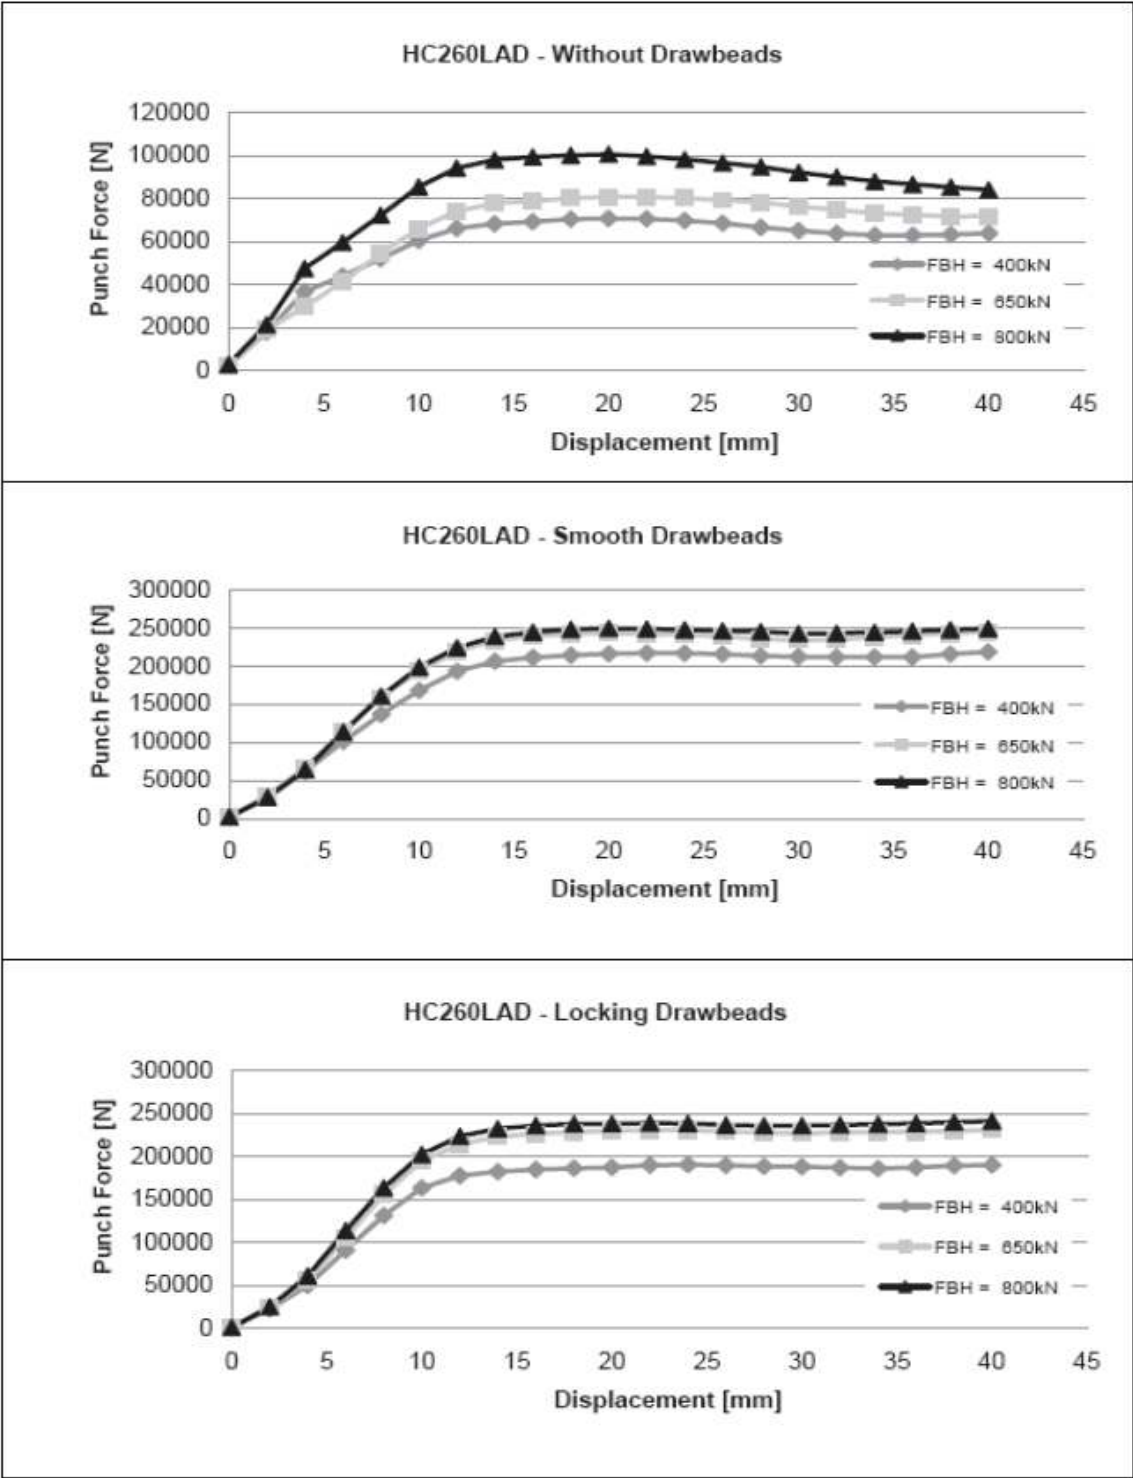 HC260LAD - Without Drawbeads
Punch Force [N]
120000
100000
80000
60000
40000
20000
0
FBH = 400kN
FBH = 650kN
FBH = 800kN
0 5 10 15 20 25 30 35 40 45
Displacement [mm]
HC260LAD - Smooth Drawbeads
Punch Force [N]
300000
250000
200000
150000
100000
50000
0
FBH = 400kN
FBH = 650kN
FBH = 800kN
0 5 10 15 20 25 30 35 40 45
Displacement [mm]
HC260LAD - Locking Drawbeads
Punch Force [N]
300000
250000
200000
150000
100000
50000
0
FBH = 400kN
FBH = 650kN
FBH = 800kN
0 5 10 15 20 25 30 35 40 45
Displacement [mm]